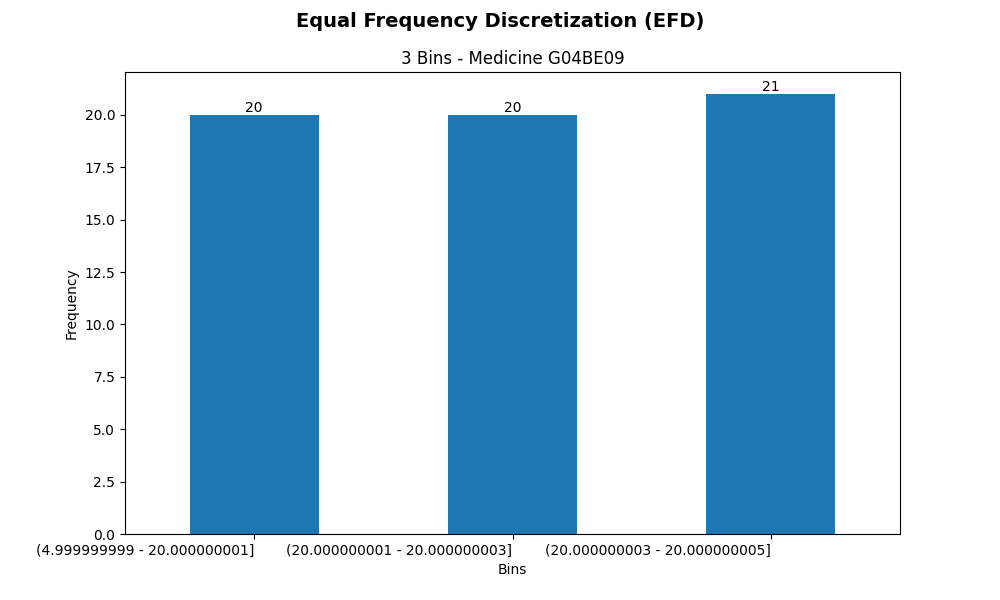 Equal Frequency Discretization (EFD)
3 Bins - Medicine G04BE09
20
20
21
20.0
17.5
15.0
12.5
10.0
7.5
5.0
2.5
0.0
Frequency
(4.999999999 - 20.000000001]
(20.000000001 - 20.000000003]
(20.000000003 - 20.000000005]
Bins